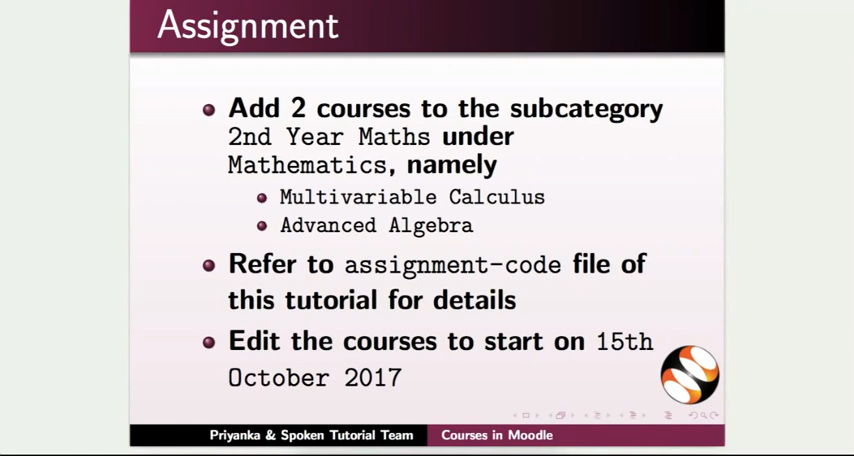 Assignment
Add 2 courses to the subcategory
2nd Year Maths under
Mathematics, namely
Multivariable Calculus
Advanced Algebra
Refer to assignment-code file of
this tutorial for details
Edit the courses to start on 15th
October 2017
Priyanka & Spoken Tutorial Team Courses in Moodle